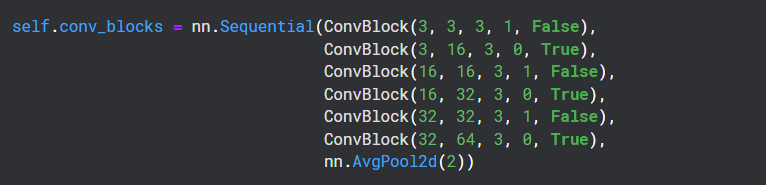 self.conv_blocks = nn.Sequential(ConvBlock(3, 3, 3, 1, False),
ConvBlock(3, 16, 3, 0, True),
ConvBlock(16, 16, 3, 1, False),
ConvBlock(16, 32, 3, 0, True),
ConvBlock(32, 32, 3, 1, False),
ConvBlock(32, 64, 3, 0, True),
nn.AvgPool2d(2))